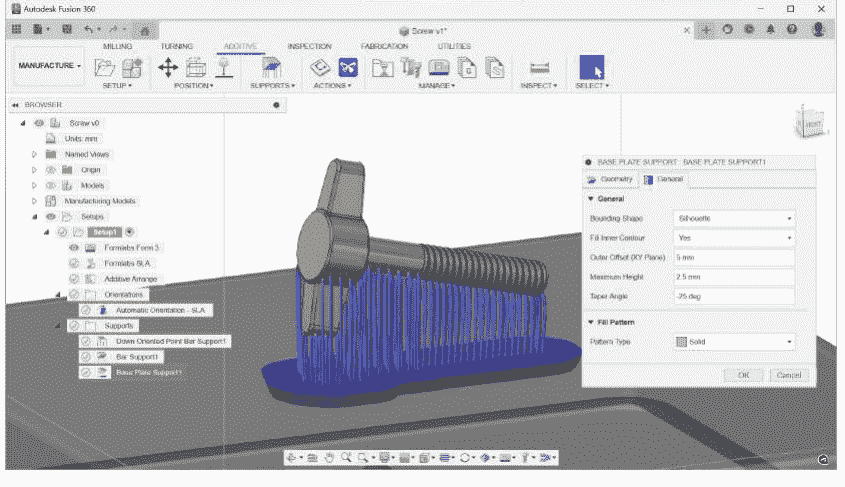 Autodesk Fusion 360
Screw v1*
MILLING TURNING ADDITIVE INSPECTION FABRICATION UTILITIES
MANUFACTURE
SETUP POSITION SUPPORTS ACTIONS MANAGE INSPECT SELECT
BROWSER
Screw v0
Units: mm
Named Views
Origin
Models
Manufacturing Models
Setups
Setup1
Formlabs Form 3
Formlabs SLA
Additive Arrange
Orientations
Automatic Orientation - SLA
Supports
Down Oriented Point Bar Support1
Bar Support1
Base Plate Support1
BASE PLATE SUPPORT : BASE PLATE SUPPORT1
Geometry General
General
Bounding Shape Silhouette
Fill Inner Contour Yes
Outer Offset (XY Plane) 5 mm
Maximum Height 2.5 mm
Taper Angle -25 deg
Fill Pattern
Pattern Type Solid
OK Cancel